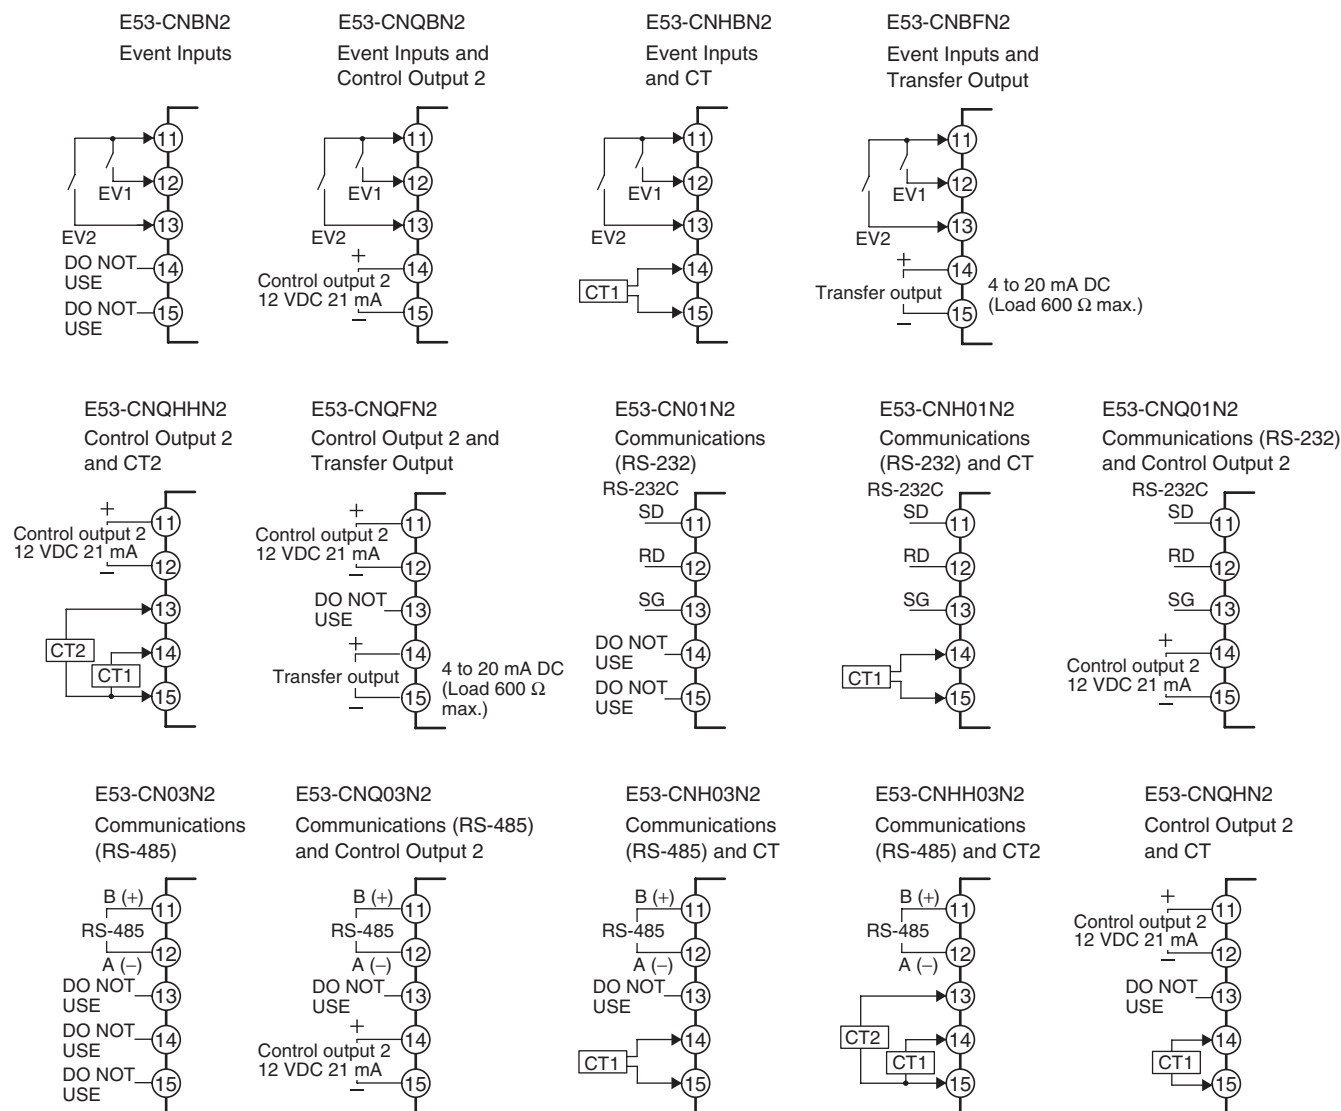 E53-CNBN2
Event Inputs
11
12
EV1
13
EV2
DO NOT
USE
14
DO NOT
USE
15
E53-CNQBN2
Event Inputs and
Control Output 2
11
12
EV1
13
EV2
+
14
Control output 2
12 VDC 21 mA
15
−
E53-CNHBN2
Event Inputs
and CT
11
12
EV1
13
EV2
14
CT1
15
E53-CNBFN2
Event Inputs and
Transfer Output
11
12
EV1
13
EV2
+
14
Transfer output
4 to 20 mA DC
(Load 600 Ω max.)
15
−
E53-CNQHHN2
Control Output 2
and CT2
+
11
Control output 2
12 VDC 21 mA
12
−
13
CT2
14
CT1
15
E53-CNQFN2
Control Output 2 and
Transfer Output
+
11
Control output 2
12 VDC 21 mA
12
−
DO NOT
USE
13
+
14
Transfer output
4 to 20 mA DC
(Load 600 Ω
max.)
15
−
E53-CN01N2
Communications
(RS-232)
RS-232C
SD
11
RD
12
SG
13
DO NOT
USE
14
DO NOT
USE
15
E53-CNH01N2
Communications
(RS-232) and CT
RS-232C
SD
11
RD
12
SG
13
14
CT1
15
E53-CNQ01N2
Communications (RS-232)
and Control Output 2
RS-232C
SD
11
RD
12
SG
13
+
14
Control output 2
12 VDC 21 mA
15
−
E53-CN03N2
Communications
(RS-485)
B (+)
11
RS-485
12
A (−)
DO NOT
USE
13
DO NOT
USE
14
DO NOT
USE
15
E53-CNQ03N2
Communications (RS-485)
and Control Output 2
B (+)
11
RS-485
12
A (−)
DO NOT
USE
13
+
14
Control output 2
12 VDC 21 mA
15
−
E53-CNH03N2
Communications
(RS-485) and CT
B (+)
11
RS-485
12
A (−)
DO NOT
USE
13
14
CT1
15
E53-CNHH03N2
Communications
(RS-485) and CT2
B (+)
11
RS-485
12
A (−)
13
CT2
14
CT1
15
E53-CNQHN2
Control Output 2
and CT
+
11
Control output 2
12 VDC 21 mA
12
−
DO NOT
USE
13
14
CT1
15